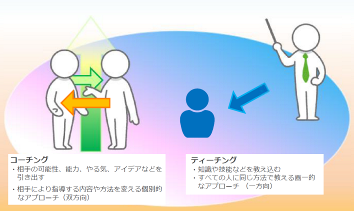 コーチング
・相手の可能性、能力、やる気、アイデアなどを
引き出す
・相手により指導する内容や方法を変える個別的
なアプローチ（双方向）
ティーチング
・知識や技能などを教え込む
・すべての人に同じ方法で教える画一的
なアプローチ （一方向）